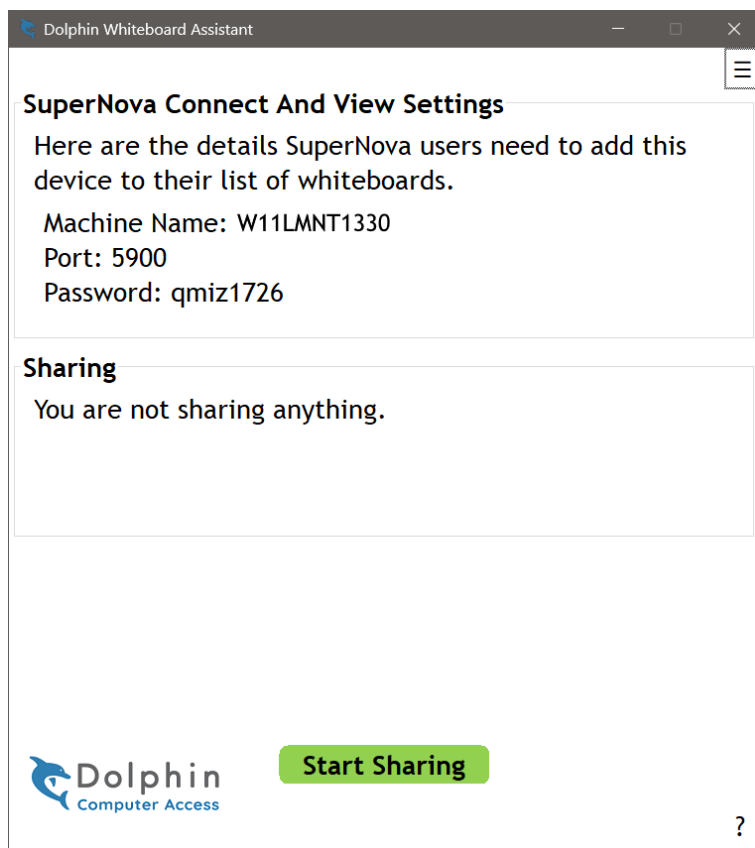 Dolphin Whiteboard Assistant
SuperNova Connect And View Settings
Here are the details SuperNova users need to add this
device to their list of whiteboards.
Machine Name: W11LMNT1330
Port: 5900
Password: qmiz1726
Sharing
You are not sharing anything.
Start Sharing
Dolphin
Computer Access
?